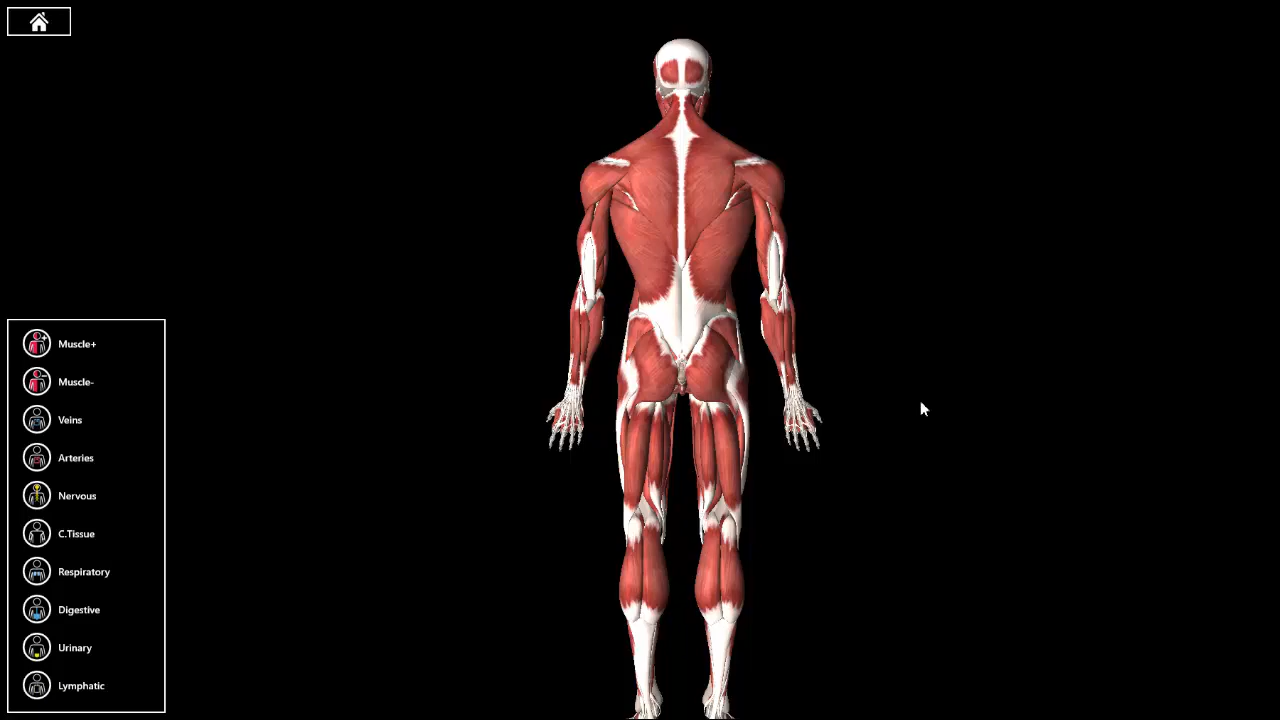 Muscle+
Muscle-
Veins
Arteries
Nervous
C.Tissue
Respiratory
Digestive
Urinary
Lymphatic